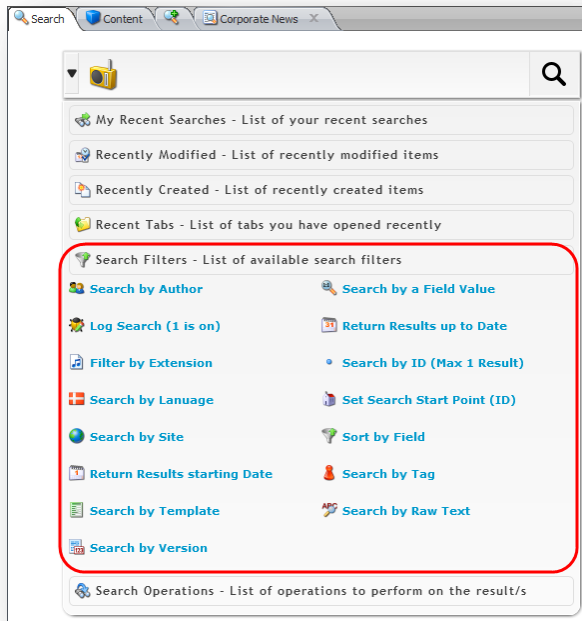 Search Content Corporate News X
My Recent Searches - List of your recent searches
Recently Modified - List of recently modified items
Recently Created - List of recently created items
Recent Tabs - List of tabs you have opened recently
Search Filters - List of available search filters
Search by Author Search by a Field Value
Log Search (1 is on) Return Results up to Date
Filter by Extension Search by ID (Max 1 Result)
Search by Lanuage Set Search Start Point (ID)
Search by Site Sort by Field
Return Results starting Date Search by Tag
Search by Template Search by Raw Text
Search by Version
Search Operations - List of operations to perform on the result/s